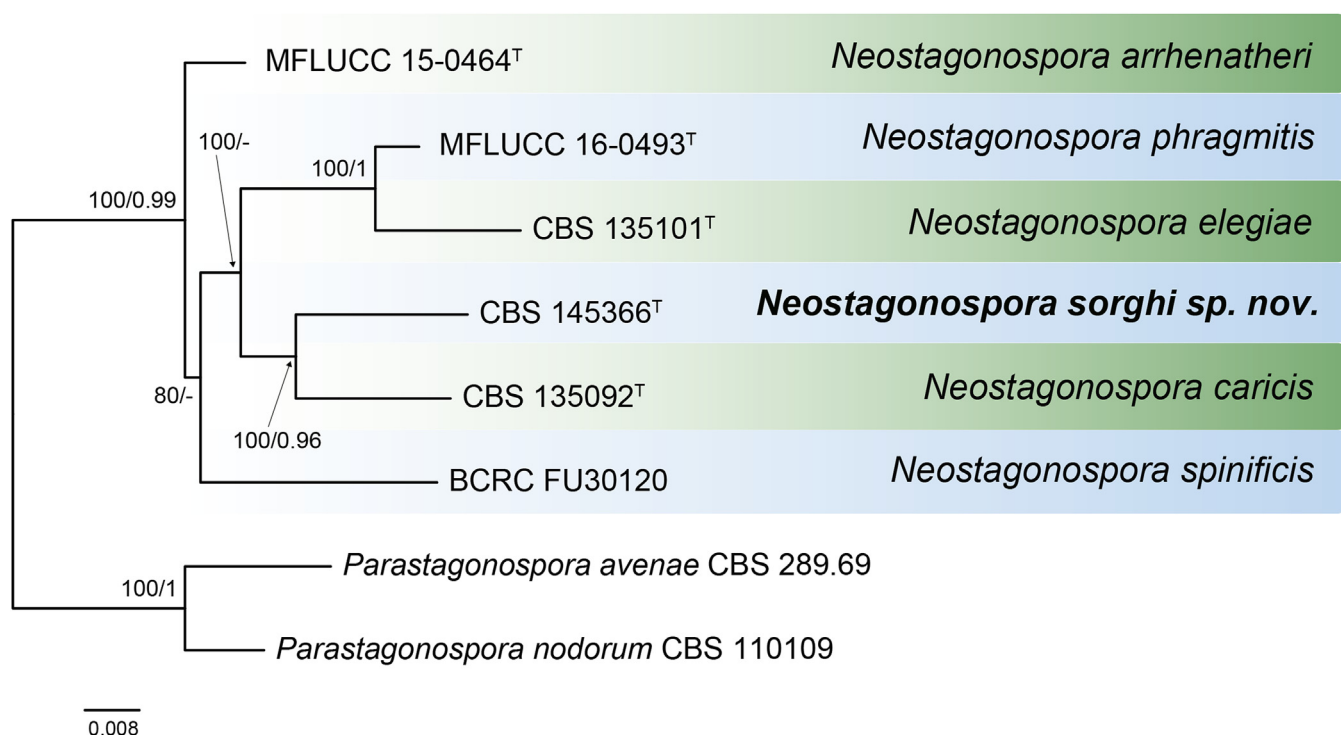 MFLUCC 15-0464ᵀ Neostagonospora arrhenatheri
100/-
MFLUCC 16-0493ᵀ Neostagonospora phragmitis
100/1
100/0.99
CBS 135101ᵀ Neostagonospora elegiae
CBS 145366ᵀ Neostagonospora sorghi sp. nov.
80/-
CBS 135092ᵀ Neostagonospora caricis
100/0.96
BCRC FU30120 Neostagonospora spinificis
Parastagonospora avenae CBS 289.69
100/1
Parastagonospora nodorum CBS 110109
0.008